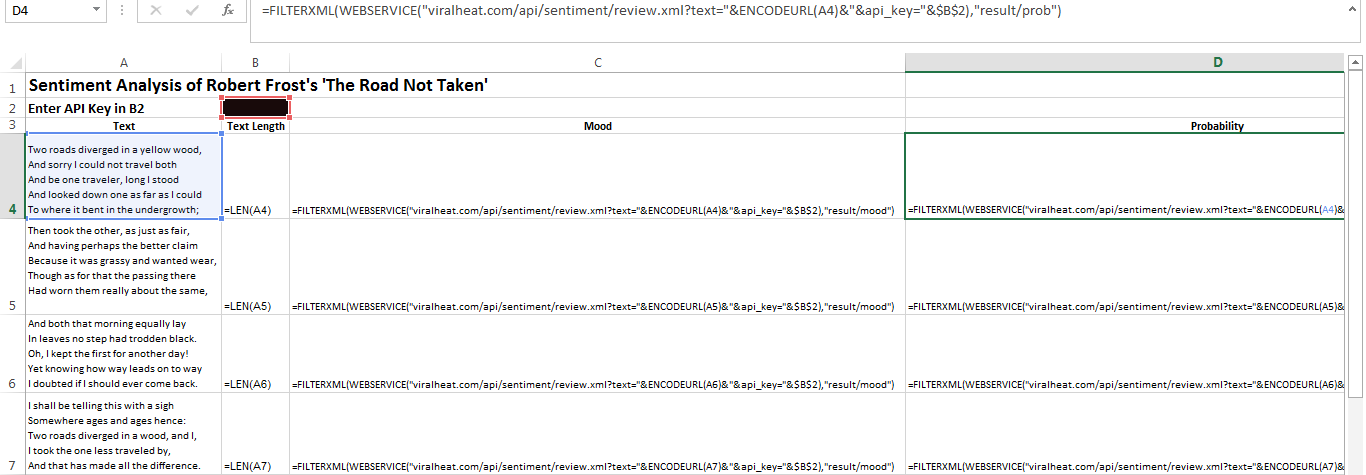 D4 fx =FILTERXML(WEBSERVICE("viralheat.com/api/sentiment/review.xml?text="&ENCODEURL(A4)&"&api_key="&$B$2),"result/prob")
A B C D
1 Sentiment Analysis of Robert Frost's 'The Road Not Taken'
2 Enter API Key in B2
3 Text Text Length Mood Probability
Two roads diverged in a yellow wood,
And sorry I could not travel both
And be one traveler, long I stood
And looked down one as far as I could
4 To where it bent in the undergrowth; =LEN(A4) =FILTERXML(WEBSERVICE("viralheat.com/api/sentiment/review.xml?text="&ENCODEURL(A4)&"&api_key="&$B$2),"result/mood") =FILTERXML(WEBSERVICE("viralheat.com/api/sentiment/review.xml?text="&ENCODEURL(A4)&
Then took the other, as just as fair,
And having perhaps the better claim
Because it was grassy and wanted wear,
Though as for that the passing there
Had worn them really about the same,
5 =LEN(A5) =FILTERXML(WEBSERVICE("viralheat.com/api/sentiment/review.xml?text="&ENCODEURL(A5)&"&api_key="&$B$2),"result/mood") =FILTERXML(WEBSERVICE("viralheat.com/api/sentiment/review.xml?text="&ENCODEURL(A5)&
And both that morning equally lay
In leaves no step had trodden black.
Oh, I kept the first for another day!
Yet knowing how way leads on to way
6 I doubted if I should ever come back. =LEN(A6) =FILTERXML(WEBSERVICE("viralheat.com/api/sentiment/review.xml?text="&ENCODEURL(A6)&"&api_key="&$B$2),"result/mood") =FILTERXML(WEBSERVICE("viralheat.com/api/sentiment/review.xml?text="&ENCODEURL(A6)&
I shall be telling this with a sigh
Somewhere ages and ages hence:
Two roads diverged in a wood, and I,
I took the one less traveled by,
7 And that has made all the difference. =LEN(A7) =FILTERXML(WEBSERVICE("viralheat.com/api/sentiment/review.xml?text="&ENCODEURL(A7)&"&api_key="&$B$2),"result/mood") =FILTERXML(WEBSERVICE("viralheat.com/api/sentiment/review.xml?text="&ENCODEURL(A7)&